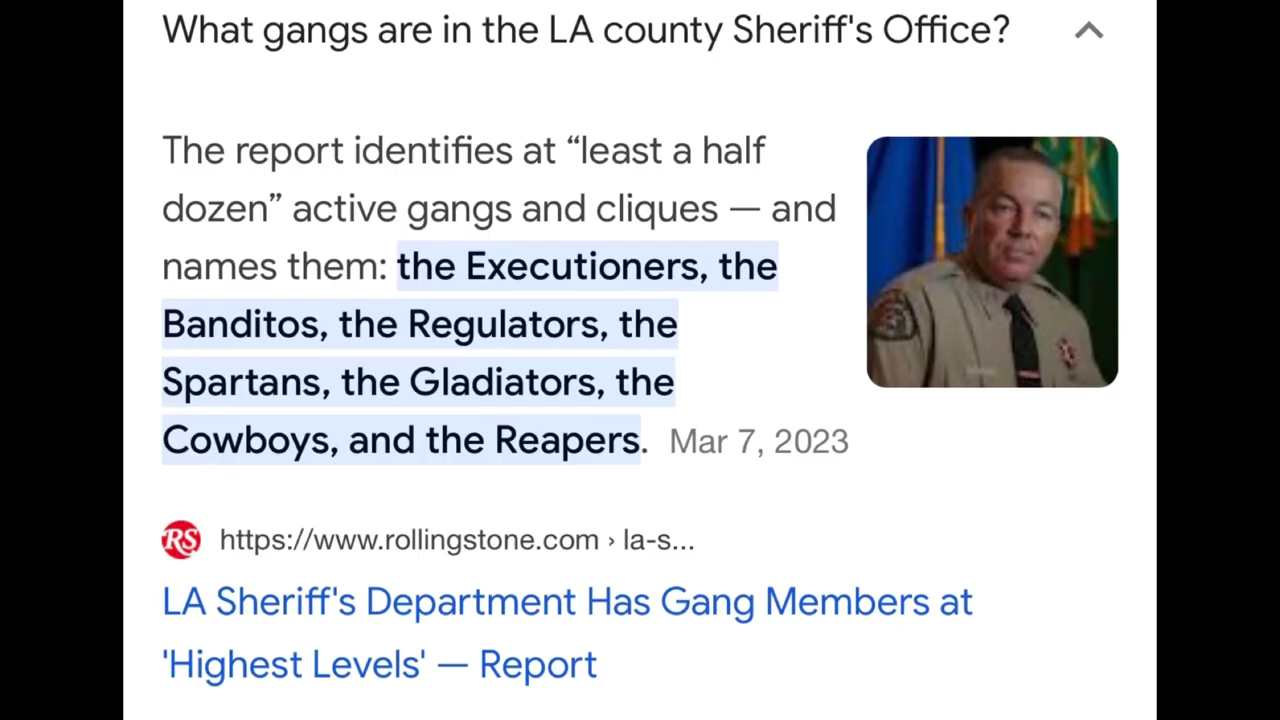 What gangs are in the LA county Sheriff's Office?
The report identifies at “least a half
dozen” active gangs and cliques — and
names them: the Executioners, the
Banditos, the Regulators, the
Spartans, the Gladiators, the
Cowboys, and the Reapers. Mar 7, 2023
RS https://www.rollingstone.com › la-s...
LA Sheriff's Department Has Gang Members at
'Highest Levels' — Report